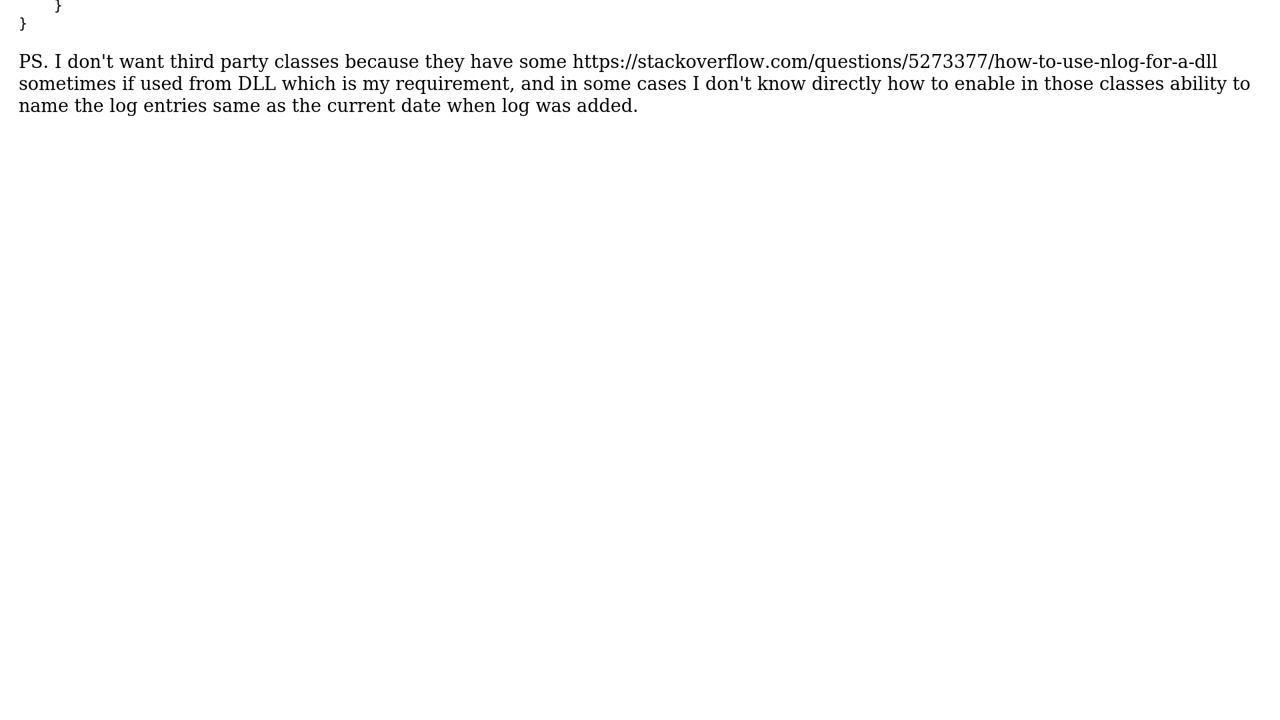 }
}
PS. I don't want third party classes because they have some https://stackoverflow.com/questions/5273377/how-to-use-nlog-for-a-dll
sometimes if used from DLL which is my requirement, and in some cases I don't know directly how to enable in those classes ability to
name the log entries same as the current date when log was added.